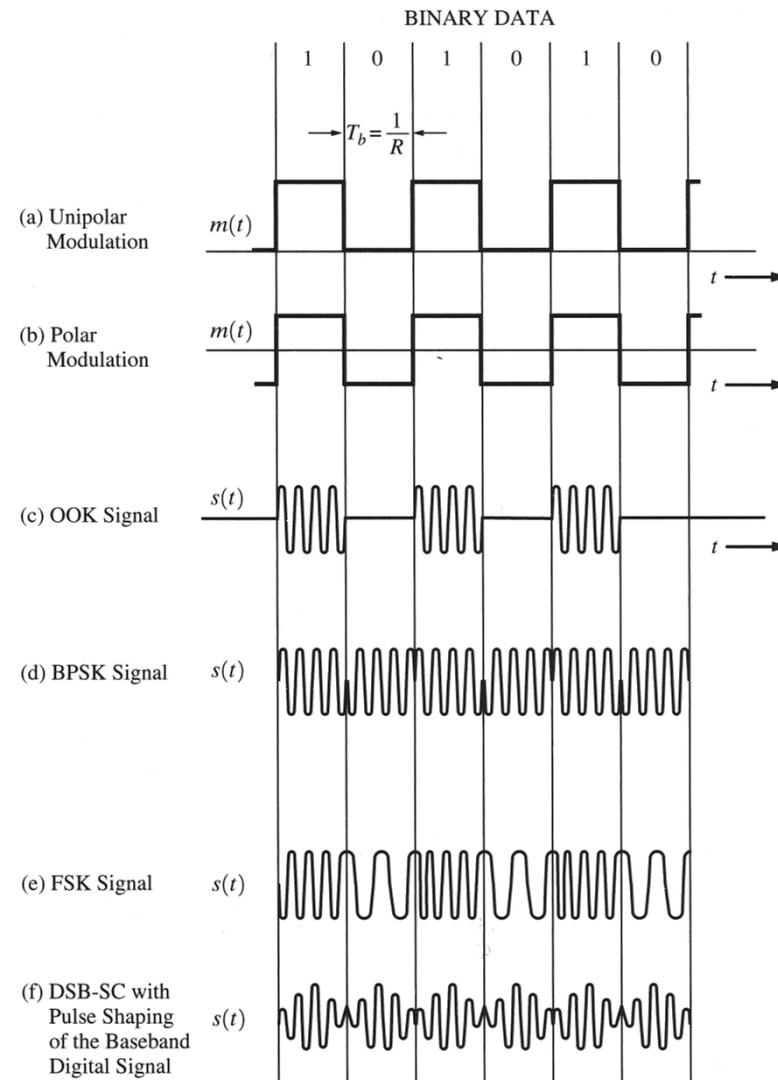 BINARY DATA
1 0 1 0 1 0
T_b = 1/R
(a) Unipolar
Modulation
m(t)
t
(b) Polar
Modulation
m(t)
t
(c) OOK Signal
s(t)
t
(d) BPSK Signal
s(t)
(e) FSK Signal
s(t)
(f) DSB-SC with
Pulse Shaping
of the Baseband
Digital Signal
s(t)